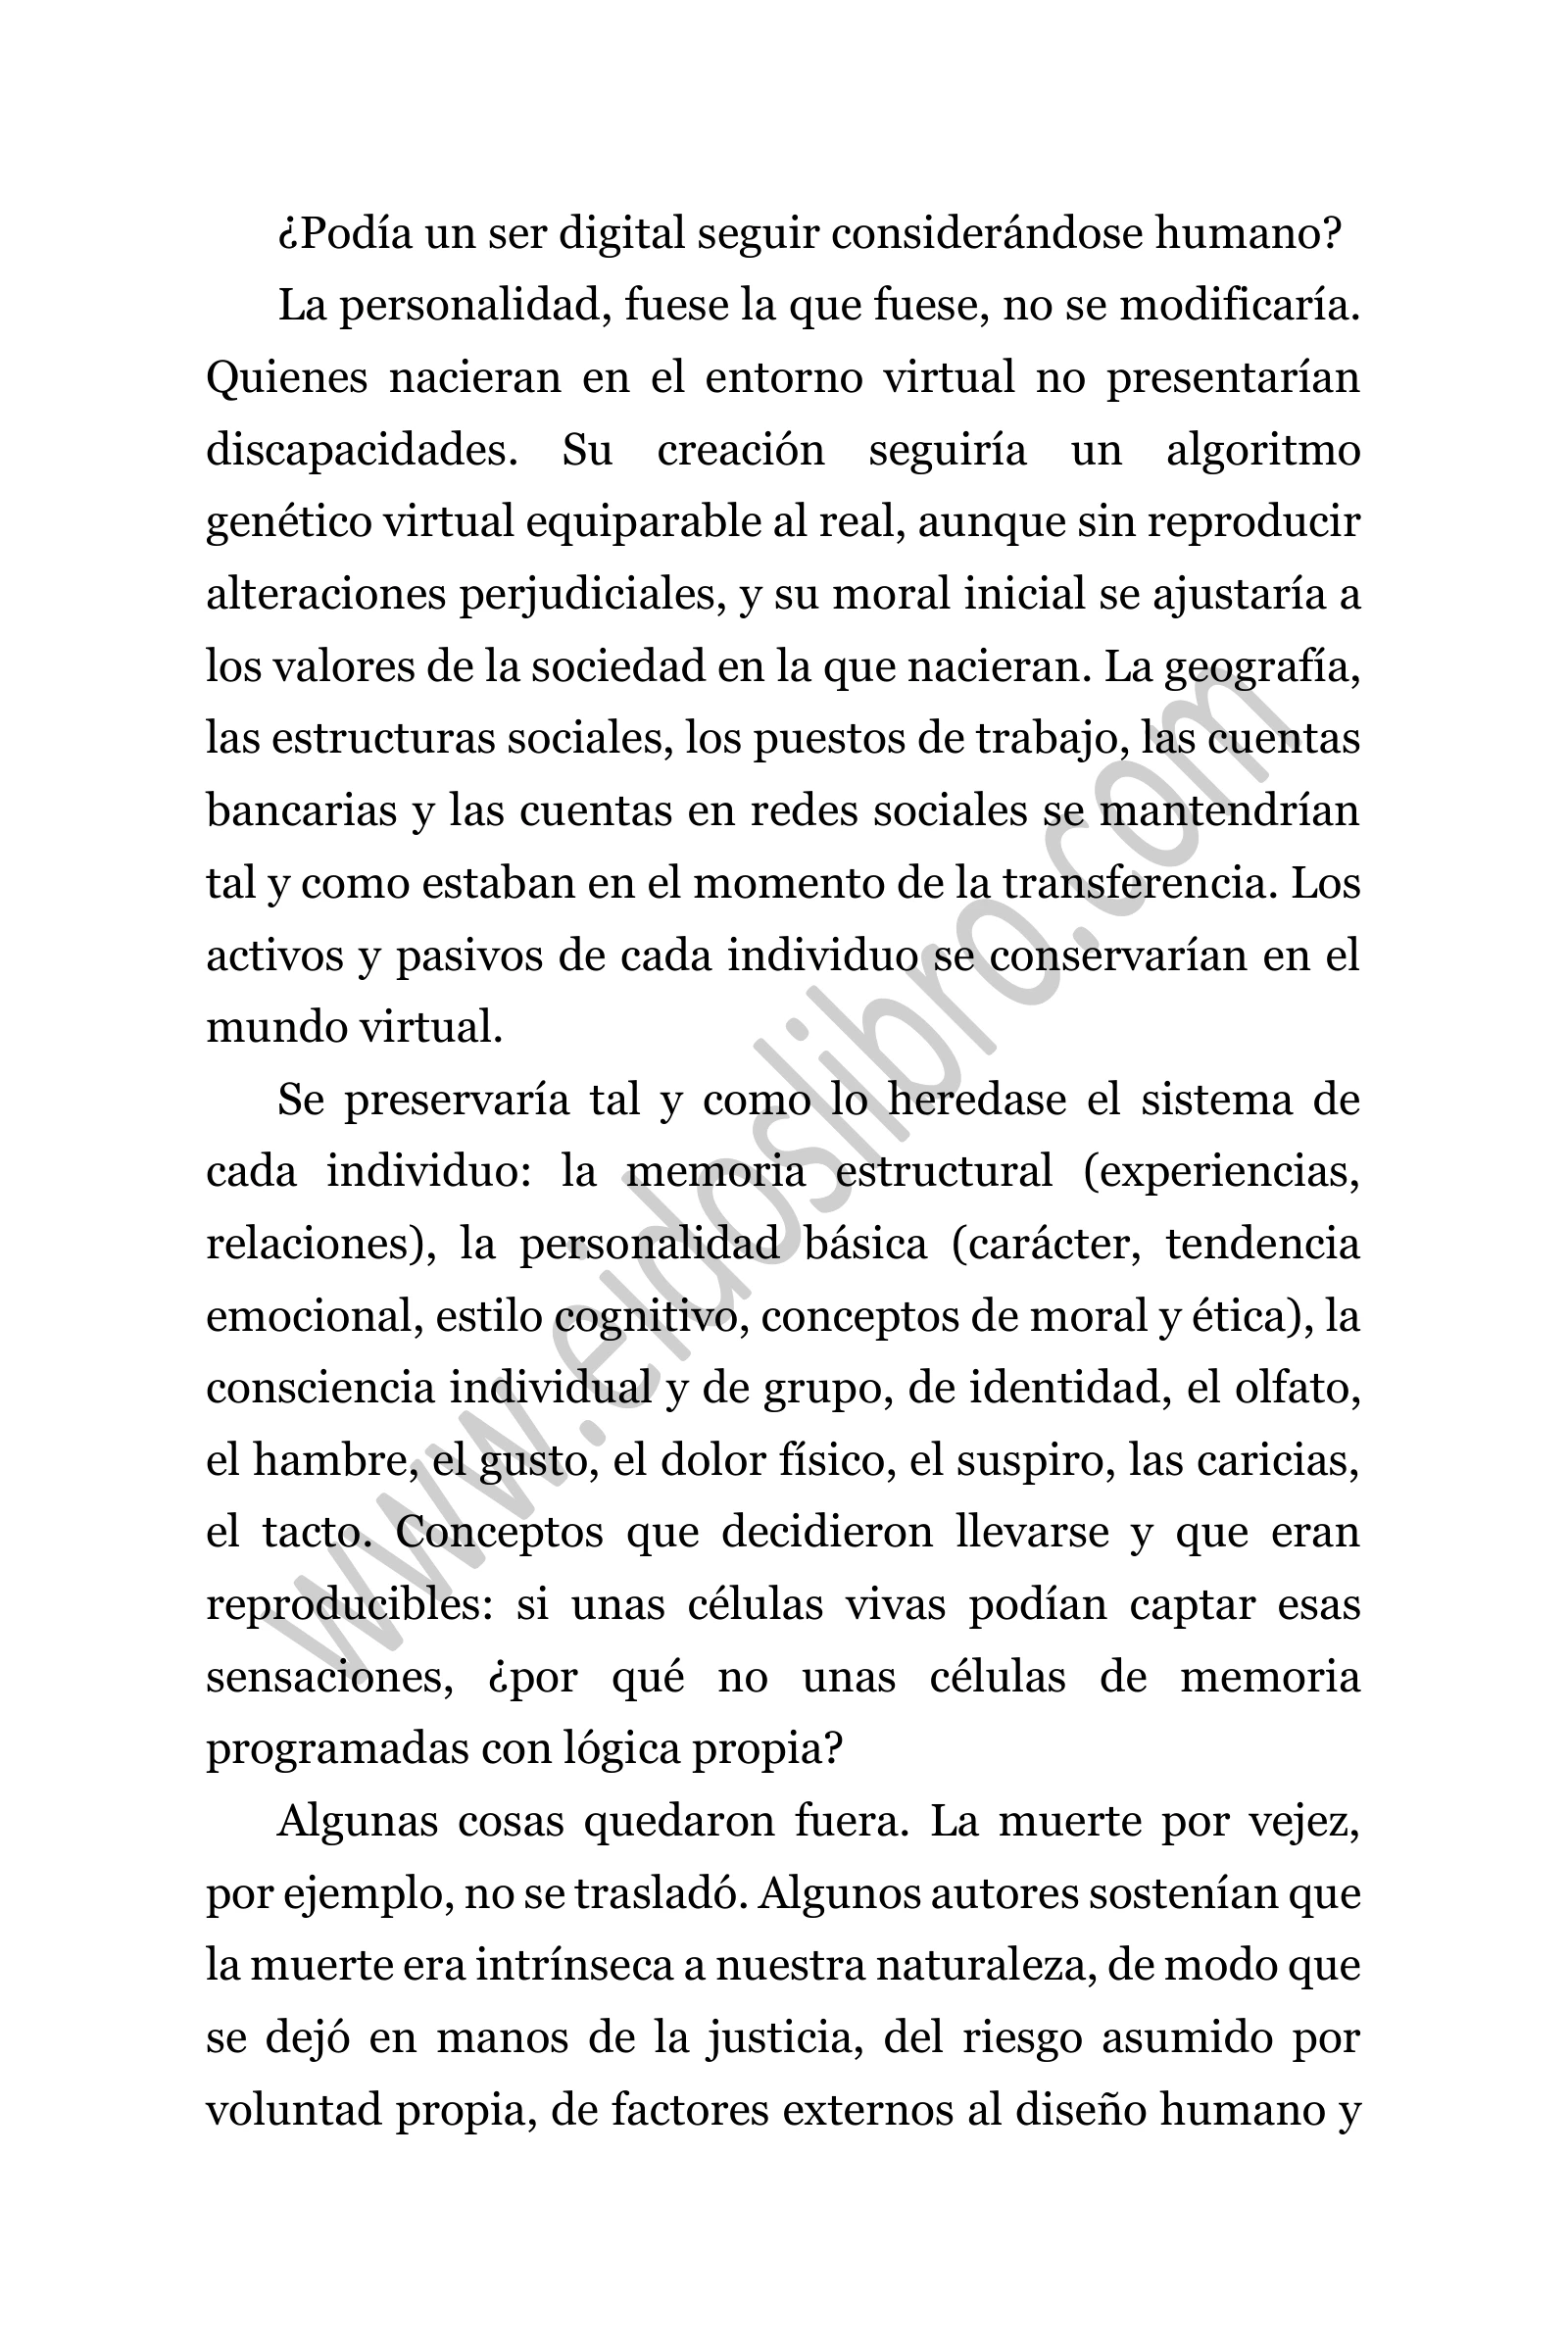 ¿Podía un ser digital seguir considerándose humano?
La personalidad, fuese la que fuese, no se modificaría.
Quienes nacieran en el entorno virtual no presentarían
discapacidades. Su creación seguiría un algoritmo
genético virtual equiparable al real, aunque sin reproducir
alteraciones perjudiciales, y su moral inicial se ajustaría a
los valores de la sociedad en la que nacieran. La geografía,
las estructuras sociales, los puestos de trabajo, las cuentas
bancarias y las cuentas en redes sociales se mantendrían
tal y como estaban en el momento de la transferencia. Los
activos y pasivos de cada individuo se conservarían en el
mundo virtual.
Se preservaría tal y como lo heredase el sistema de
cada individuo: la memoria estructural (experiencias,
relaciones), la personalidad básica (carácter, tendencia
emocional, estilo cognitivo, conceptos de moral y ética), la
consciencia individual y de grupo, de identidad, el olfato,
el hambre, el gusto, el dolor físico, el suspiro, las caricias,
el tacto. Conceptos que decidieron llevarse y que eran
reproducibles: si unas células vivas podían captar esas
sensaciones, ¿por qué no unas células de memoria
programadas con lógica propia?
Algunas cosas quedaron fuera. La muerte por vejez,
por ejemplo, no se trasladó. Algunos autores sostenían que
la muerte era intrínseca a nuestra naturaleza, de modo que
se dejó en manos de la justicia, del riesgo asumido por
voluntad propia, de factores externos al diseño humano y
www.eidoslibro.com